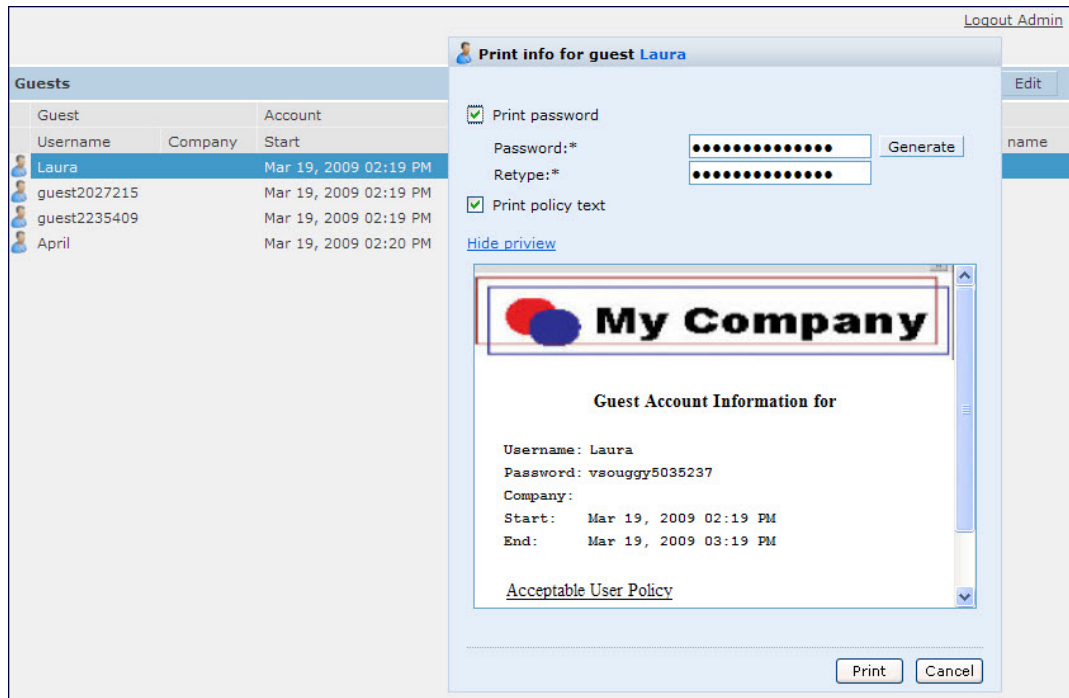 Logout Admin
Print info for guest Laura
Guests
Edit
Guest Account
Username Company Start
name
Laura Mar 19, 2009 02:19 PM
guest2027215 Mar 19, 2009 02:19 PM
guest2235409 Mar 19, 2009 02:19 PM
April Mar 19, 2009 02:20 PM
Print password
Password:* ●●●●●●●●●●●●●● Generate
Retype:* ●●●●●●●●●●●●●●
Print policy text
Hide priview
My Company
Guest Account Information for
Username: Laura
Password: vsouggy5035237
Company:
Start: Mar 19, 2009 02:19 PM
End: Mar 19, 2009 03:19 PM
Acceptable User Policy
Print Cancel